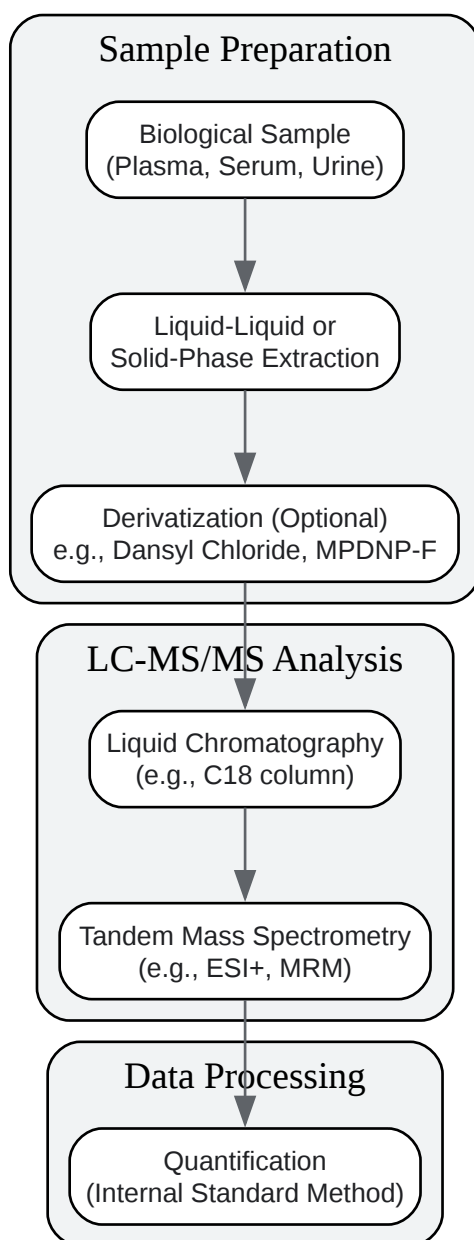 Sample Preparation
Biological Sample
(Plasma, Serum, Urine)
Liquid-Liquid or
Solid-Phase Extraction
Derivatization (Optional)
e.g., Dansyl Chloride, MPDNP-F
LC-MS/MS Analysis
Liquid Chromatography
(e.g., C18 column)
Tandem Mass Spectrometry
(e.g., ESI+, MRM)
Data Processing
Quantification
(Internal Standard Method)